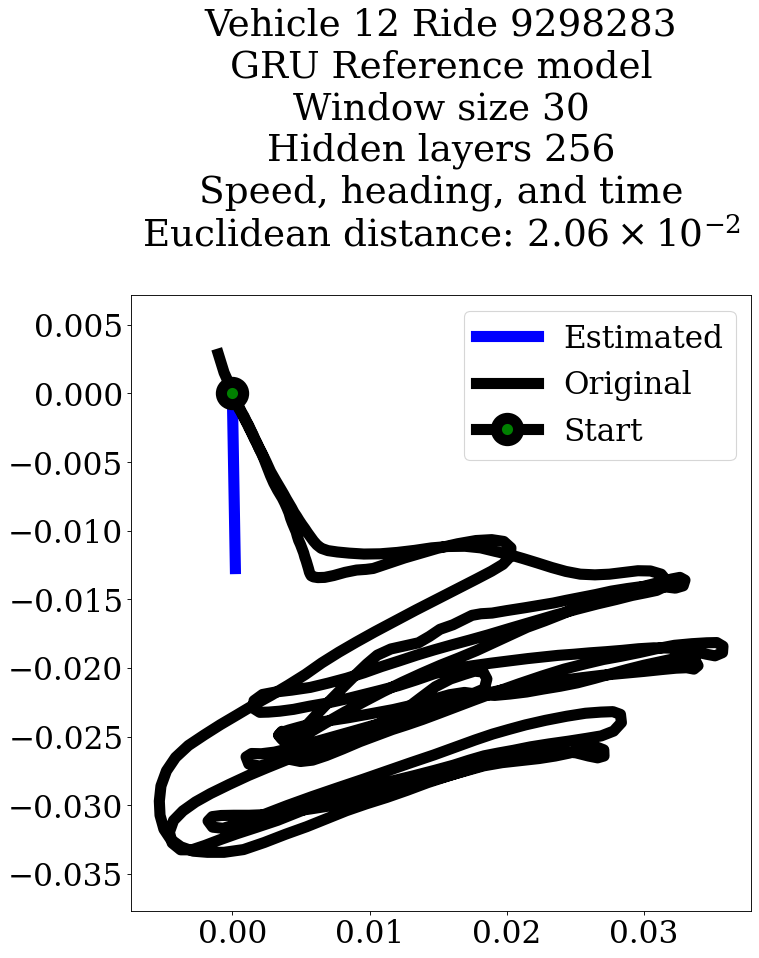 Vehicle 12 Ride 9298283
GRU Reference model
Window size 30
Hidden layers 256
Speed, heading, and time
Euclidean distance: 2.06 × 10⁻²
Estimated
Original
Start
0.005
0.000
−0.005
−0.010
−0.015
−0.020
−0.025
−0.030
−0.035
0.00 0.01 0.02 0.03